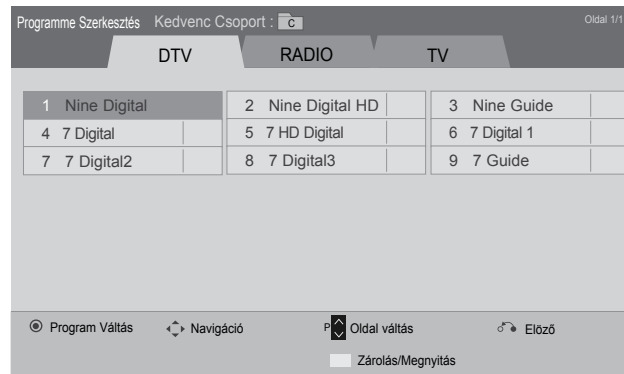 Programme Szerkesztés Kedvenc Csoport : C Oldal 1/1
DTV RADIO TV
1 Nine Digital 2 Nine Digital HD 3 Nine Guide
4 7 Digital 5 7 HD Digital 6 7 Digital 1
7 7 Digital2 8 7 Digital3 9 7 Guide
Program Váltás Navigáció P Oldal váltás Elözö
Zárolás/Megnyitás